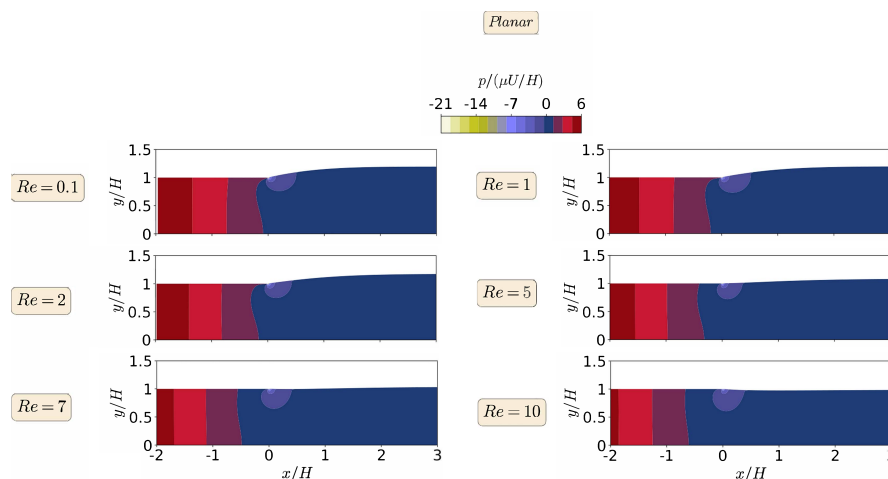 Planar
p/(μU/H)
-21 -14 -7 0 6
Re = 0.1
y/H
1.5
1
0.5
0
Re = 1
y/H
1.5
1
0.5
0
Re = 2
y/H
1.5
1
0.5
0
Re = 5
y/H
1.5
1
0.5
0
Re = 7
y/H
1.5
1
0.5
0
-2 -1 0 1 2 3
x/H
Re = 10
y/H
1.5
1
0.5
0
-2 -1 0 1 2
x/H